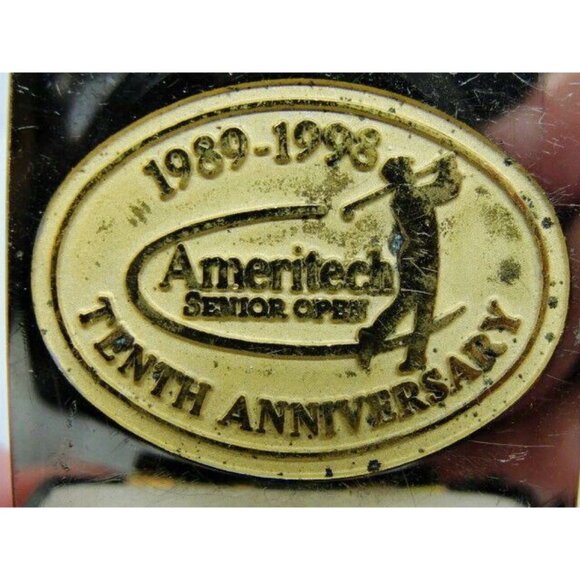 1989-1998
Ameritech
SENIOR OPEN
TENTH ANNIVERSARY